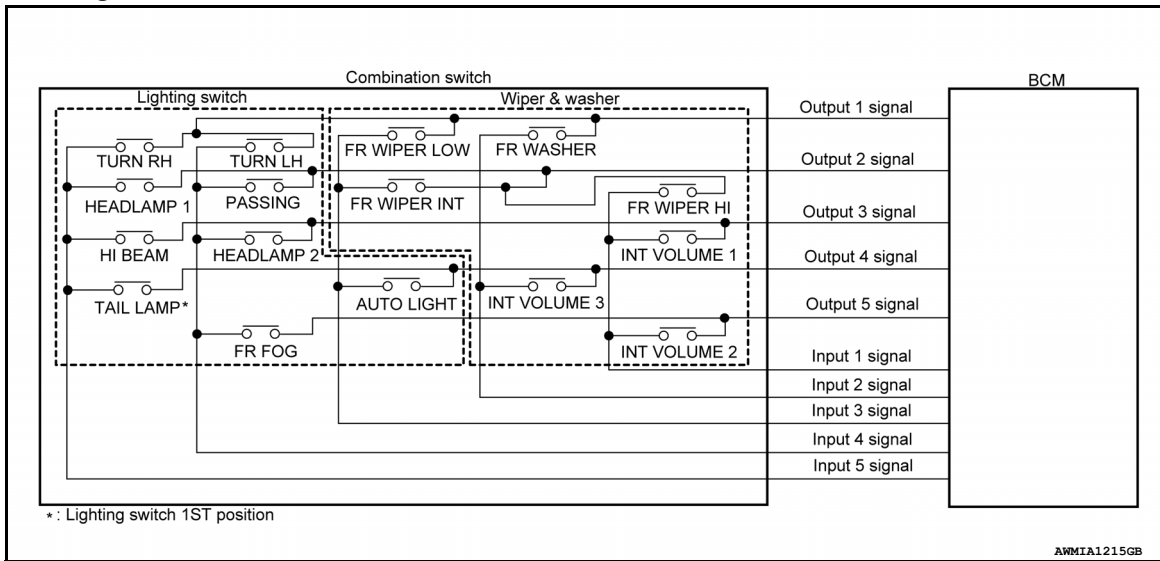 Combination switch
BCM
Lighting switch
Wiper & washer
Output 1 signal
TURN RH
TURN LH
FR WIPER LOW
FR WASHER
Output 2 signal
HEADLAMP 1
PASSING
FR WIPER INT
FR WIPER HI
Output 3 signal
HI BEAM
HEADLAMP 2
INT VOLUME 1
Output 4 signal
TAIL LAMP*
AUTO LIGHT
INT VOLUME 3
Output 5 signal
FR FOG
INT VOLUME 2
Input 1 signal
Input 2 signal
Input 3 signal
Input 4 signal
Input 5 signal
* : Lighting switch 1ST position
AWMIA1215GB